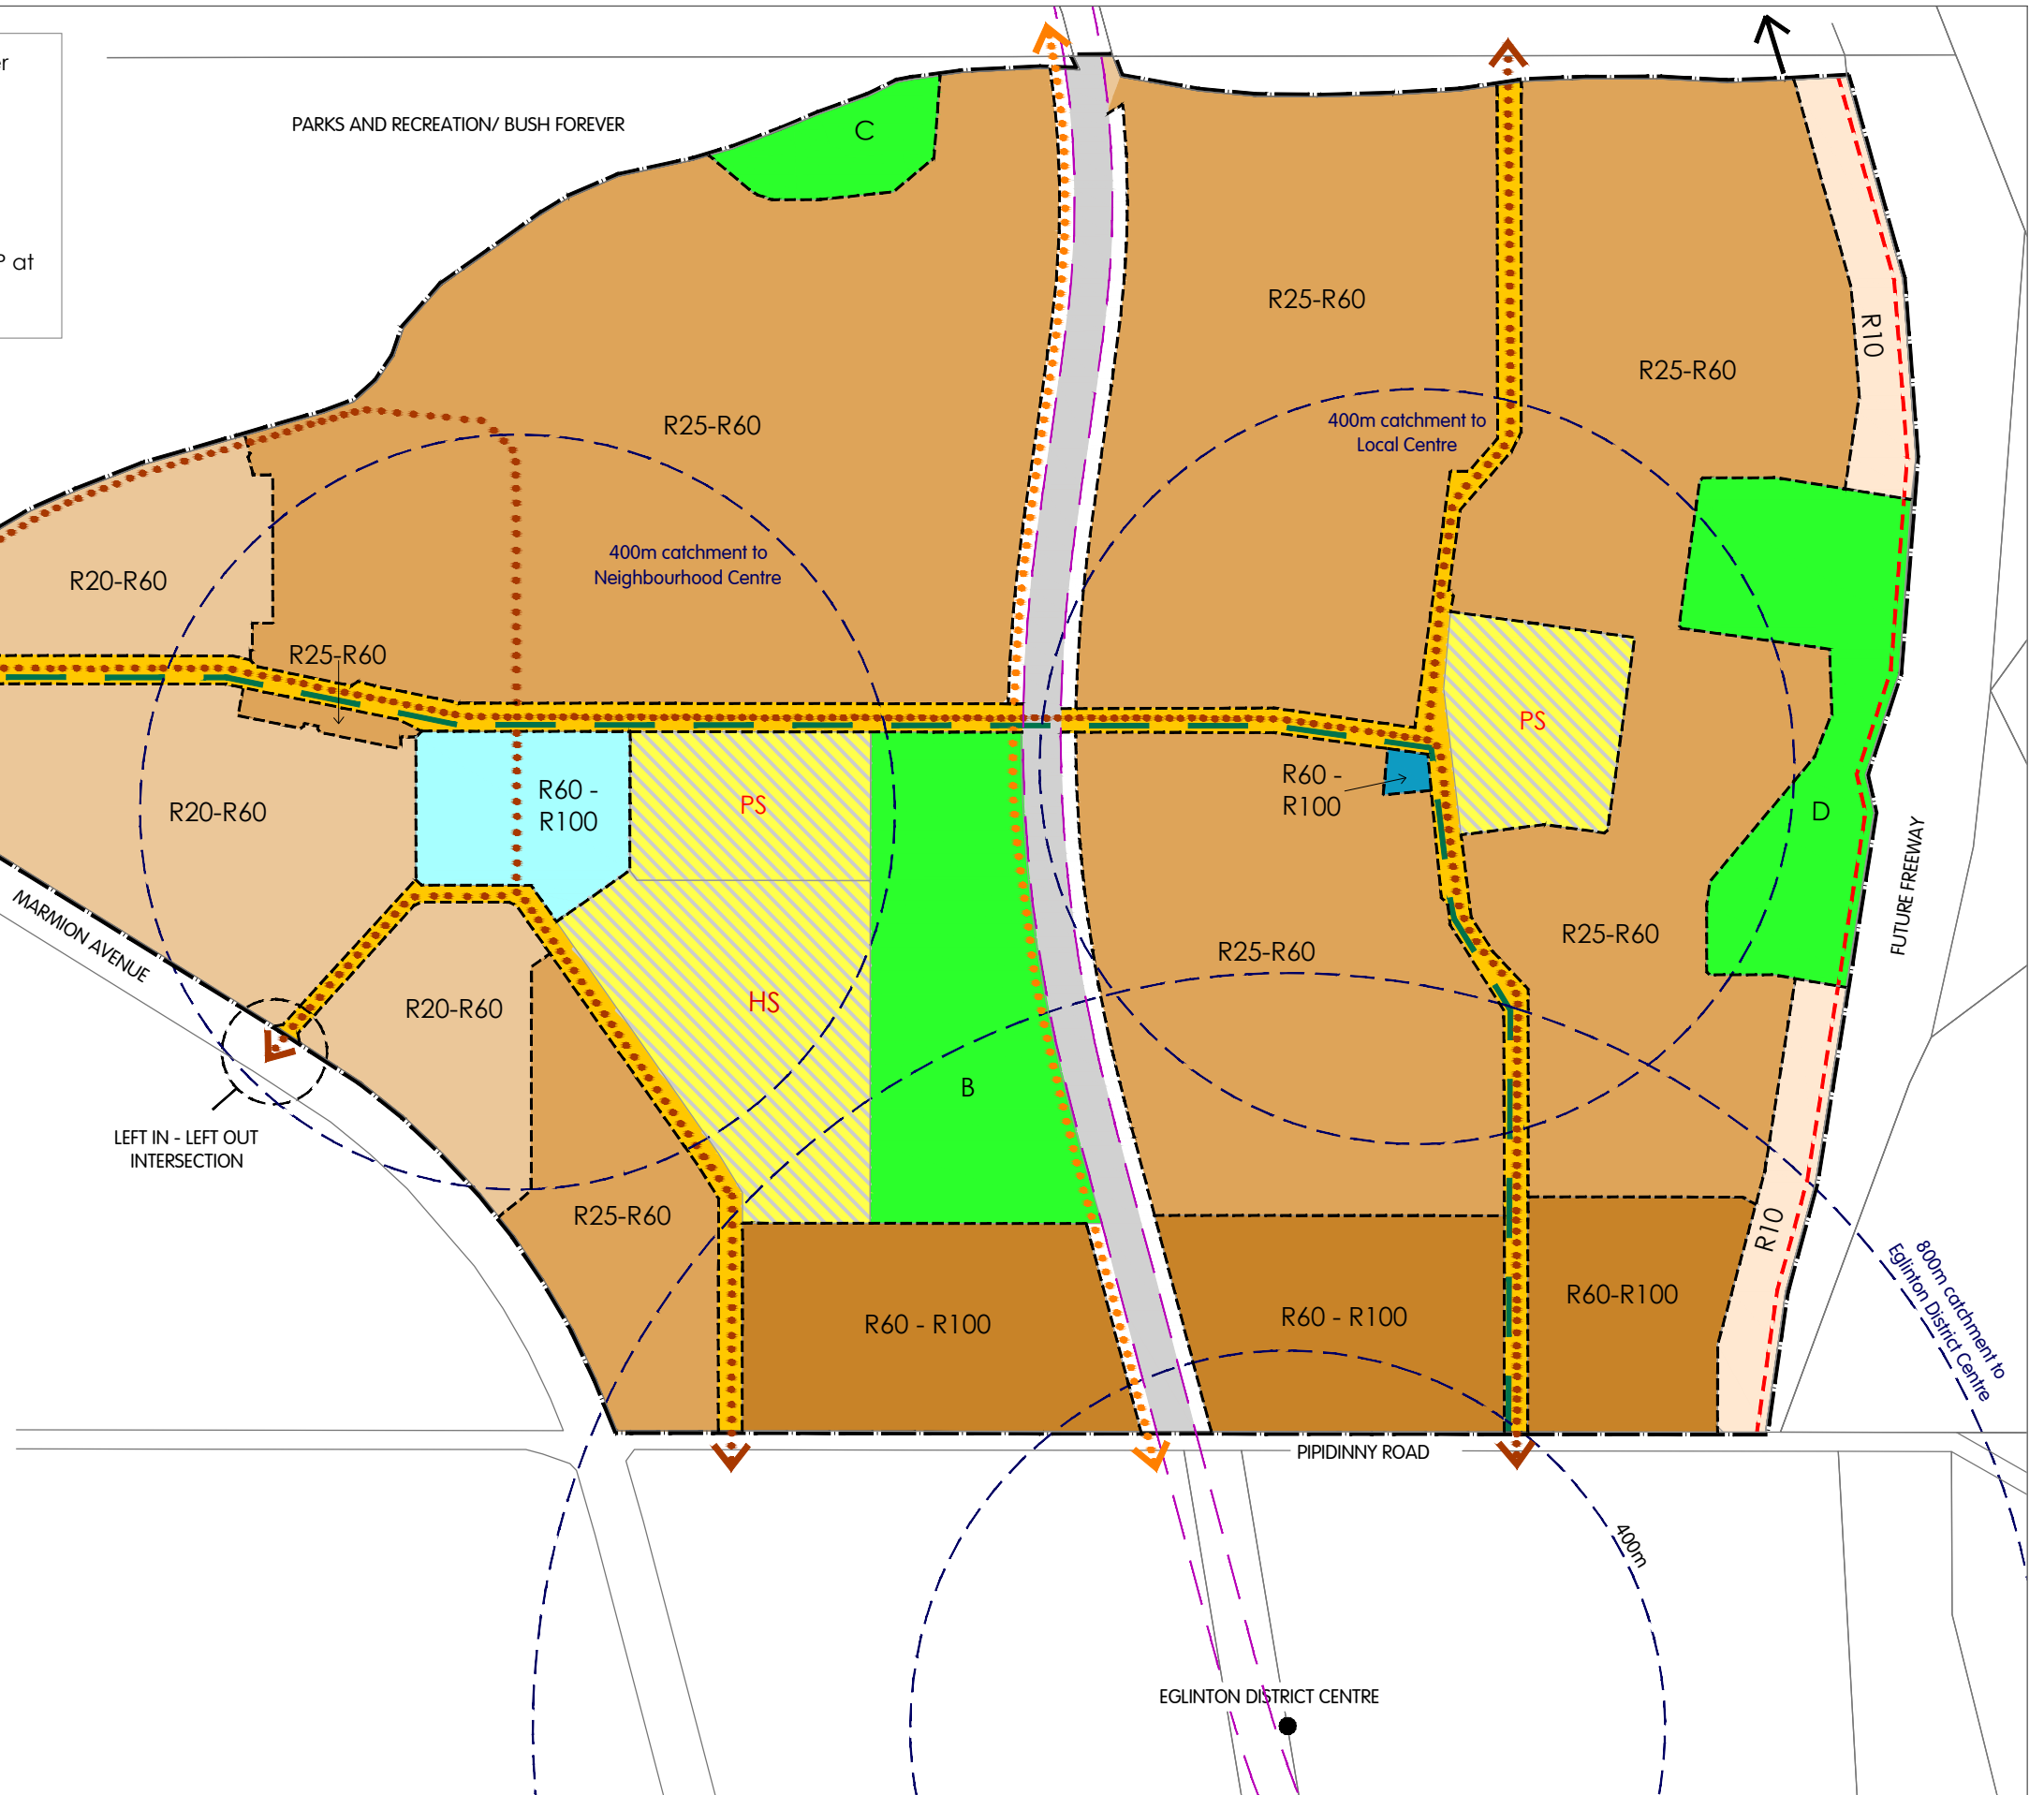 er
P at
PARKS AND RECREATION/ BUSH FOREVER
C
R25-R60
R10
R25-R60
R25-R60
400m catchment to
Local Centre
400m catchment to
Neighbourhood Centre
R20-R60
R25-R60
PS
R60 -
R100
PS
R60 -
R100
R20-R60
D
FUTURE FREEWAY
MARMION AVENUE
R25-R60
R25-R60
HS
R20-R60
B
LEFT IN - LEFT OUT
INTERSECTION
R25-R60
R10
R60 - R100
R60 - R100
R60-R100
800m catchment to
Eglinton District Centre
PIPIDINNY ROAD
400m
EGLINTON DISTRICT CENTRE